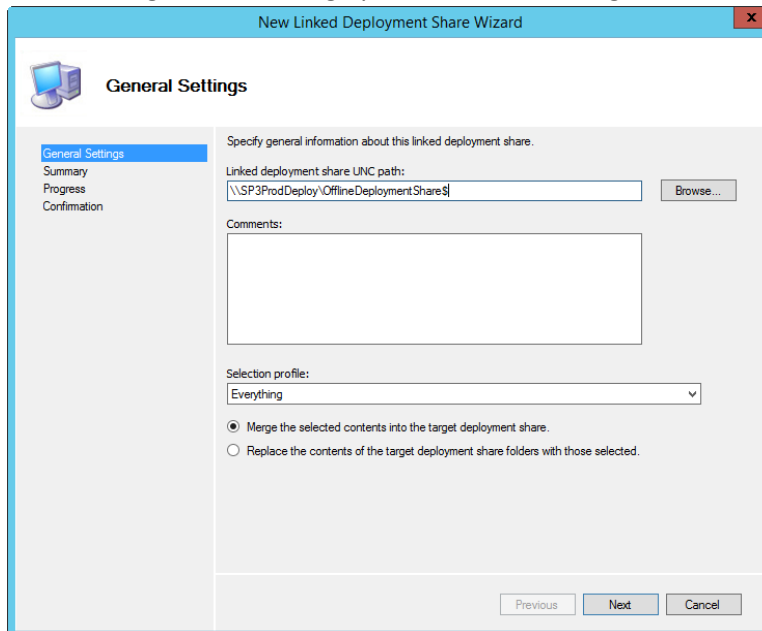 New Linked Deployment Share Wizard
x
General Settings
General Settings
Summary
Progress
Confirmation
Specify general information about this linked deployment share.
Linked deployment share UNC path:
\\SP3ProdDeploy\OfflineDeploymentShare$
Browse...
Comments:
Selection profile:
Everything
Merge the selected contents into the target deployment share.
Replace the contents of the target deployment share folders with those selected.
Previous
Next
Cancel